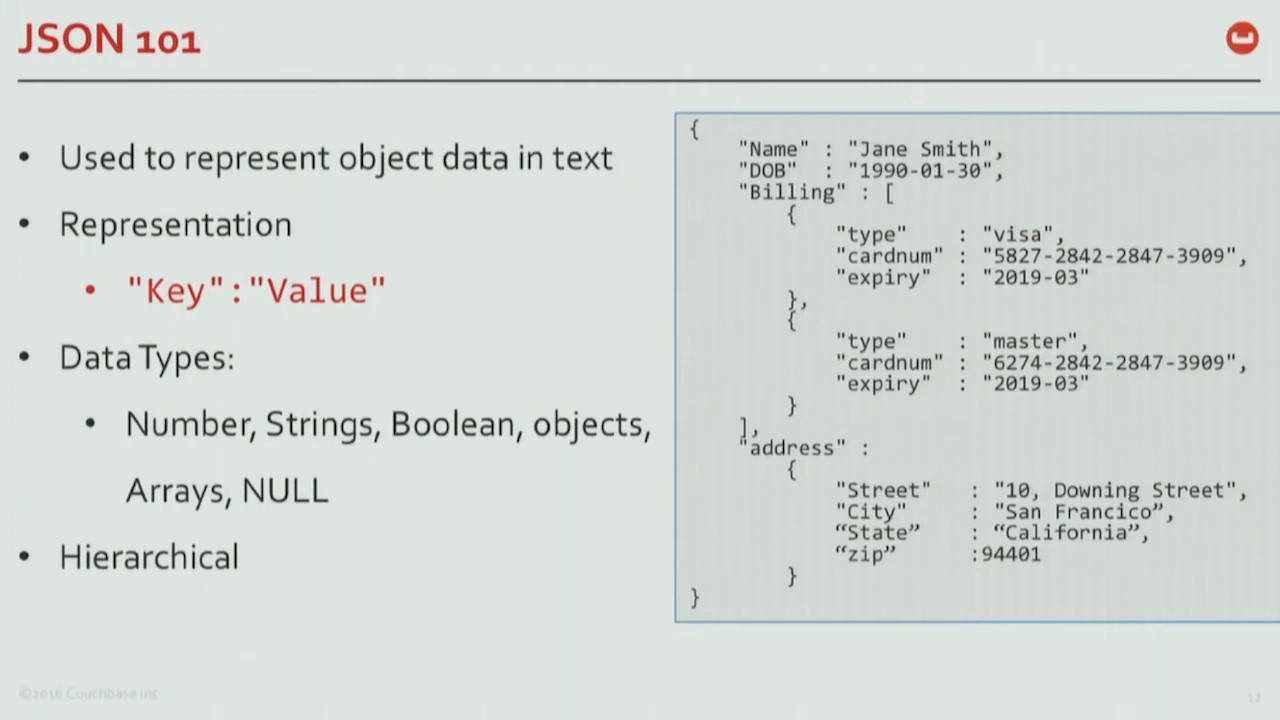 JSON 101
• Used to represent object data in text
• Representation
• "Key":"Value"
• Data Types:
• Number, Strings, Boolean, objects,
Arrays, NULL
• Hierarchical
{
"Name" : "Jane Smith",
"DOB" : "1990-01-30",
"Billing" : [
{
"type" : "visa",
"cardnum" : "5827-2842-2847-3909",
"expiry" : "2019-03"
},
{
"type" : "master",
"cardnum" : "6274-2842-2847-3909",
"expiry" : "2019-03"
}
],
"address" :
{
"Street" : "10, Downing Street",
"City" : "San Francico”,
“State” : “California”,
“zip” :94401
}
}
©2016 Couchbase Inc.
12